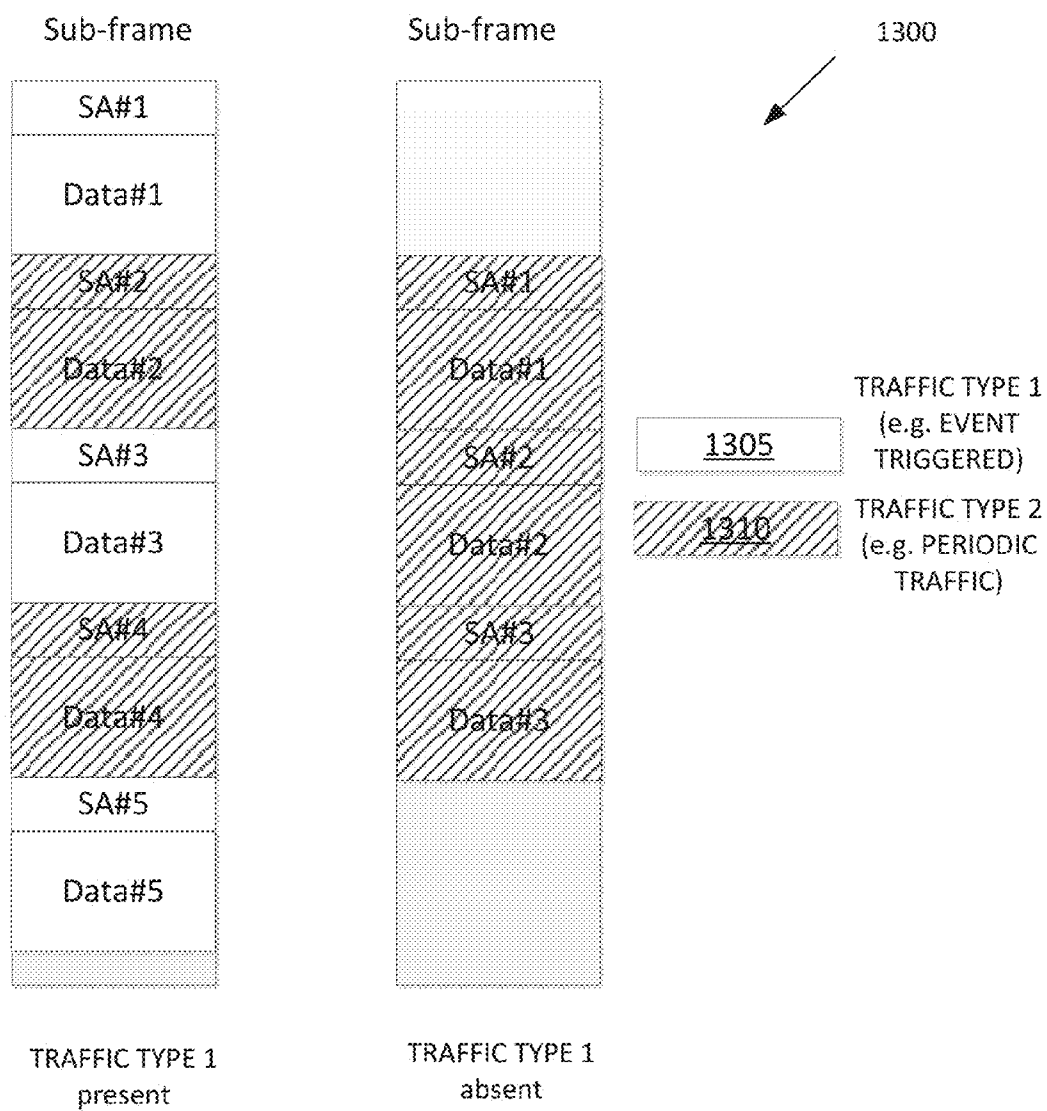 Sub-frame
SA#1
Data#1
SA#2
Data#2
SA#3
Data#3
SA#4
Data#4
SA#5
Data#5
TRAFFIC TYPE 1
present
Sub-frame
SA#1
Data#1
SA#2
Data#2
SA#3
Data#3
TRAFFIC TYPE 1
absent
1300
1305
TRAFFIC TYPE 1
(e.g. EVENT
TRIGGERED)
1310
TRAFFIC TYPE 2
(e.g. PERIODIC
TRAFFIC)